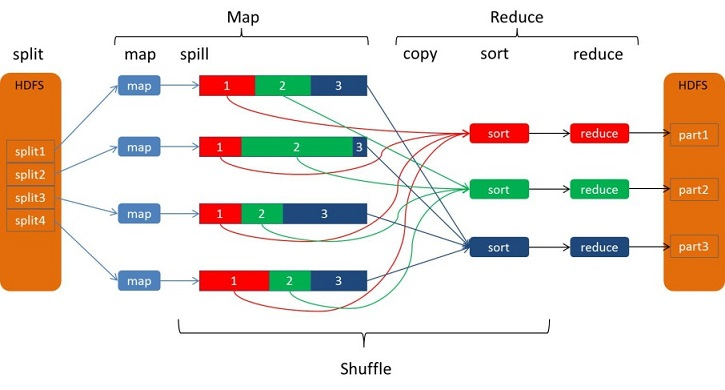 Map
Reduce
split
map
spill
copy
sort
reduce
HDFS
HDFS
map
1
2
3
sort
reduce
part1
split1
map
1
2
3
split2
sort
reduce
part2
split3
map
1
2
3
split4
sort
reduce
part3
map
1
2
3
Shuffle